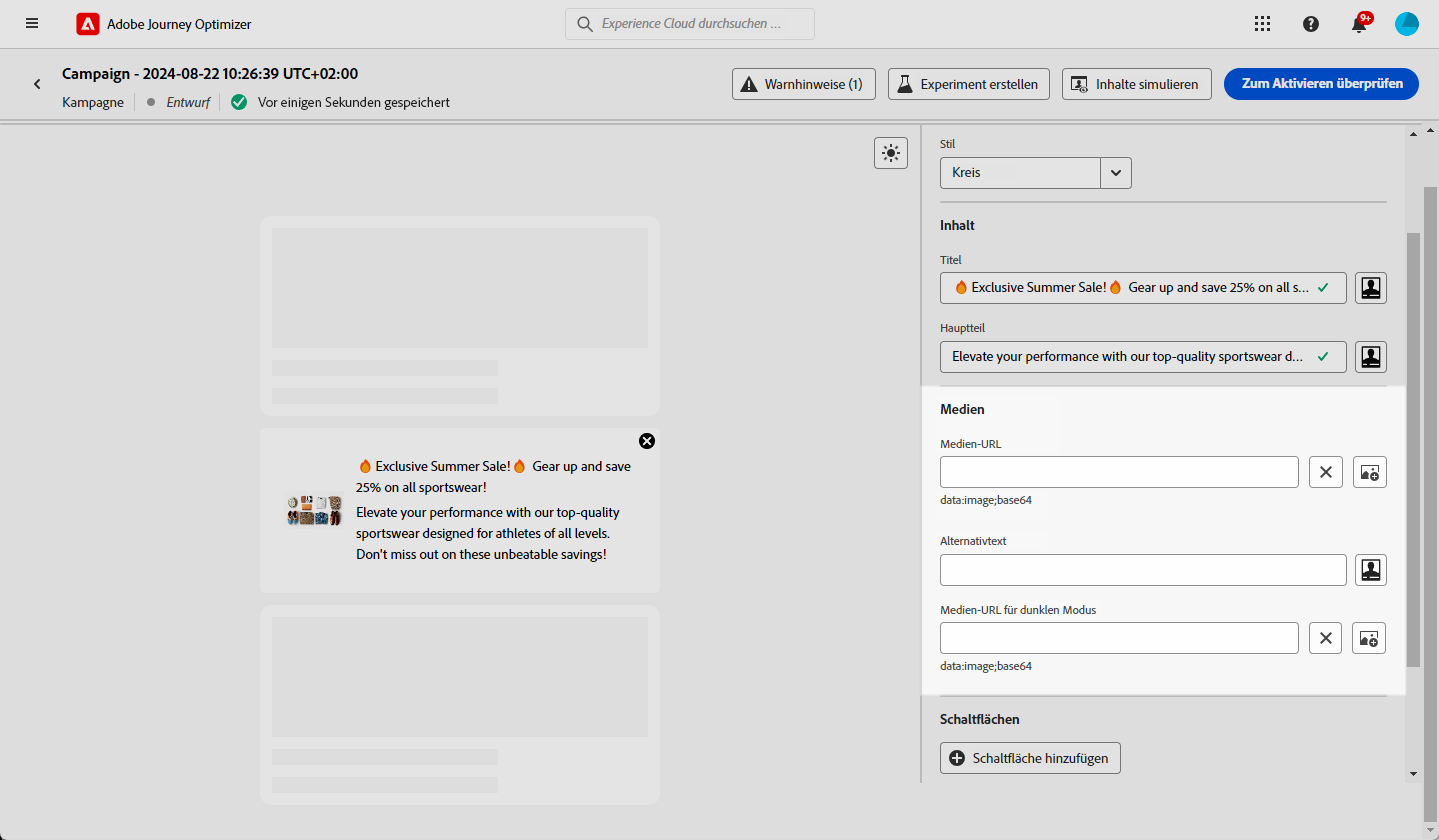 Adobe Journey Optimizer
Experience Cloud durchsuchen ...
9+
Campaign - 2024-08-22 10:26:39 UTC+02:00
Kampagne
Entwurf
Vor einigen Sekunden gespeichert
Warnhinweise (1)
Experiment erstellen
Inhalte simulieren
Zum Aktivieren überprüfen
🔥 Exclusive Summer Sale!🔥 Gear up and save
25% on all sportswear!
Elevate your performance with our top-quality
sportswear designed for athletes of all levels.
Don't miss out on these unbeatable savings!
Stil
Kreis
Inhalt
Titel
🔥 Exclusive Summer Sale!🔥 Gear up and save 25% on all s...
Hauptteil
Elevate your performance with our top-quality sportswear d...
Medien
Medien-URL
data:image;base64
Alternativtext
Medien-URL für dunklen Modus
data:image;base64
Schaltflächen
Schaltfläche hinzufügen